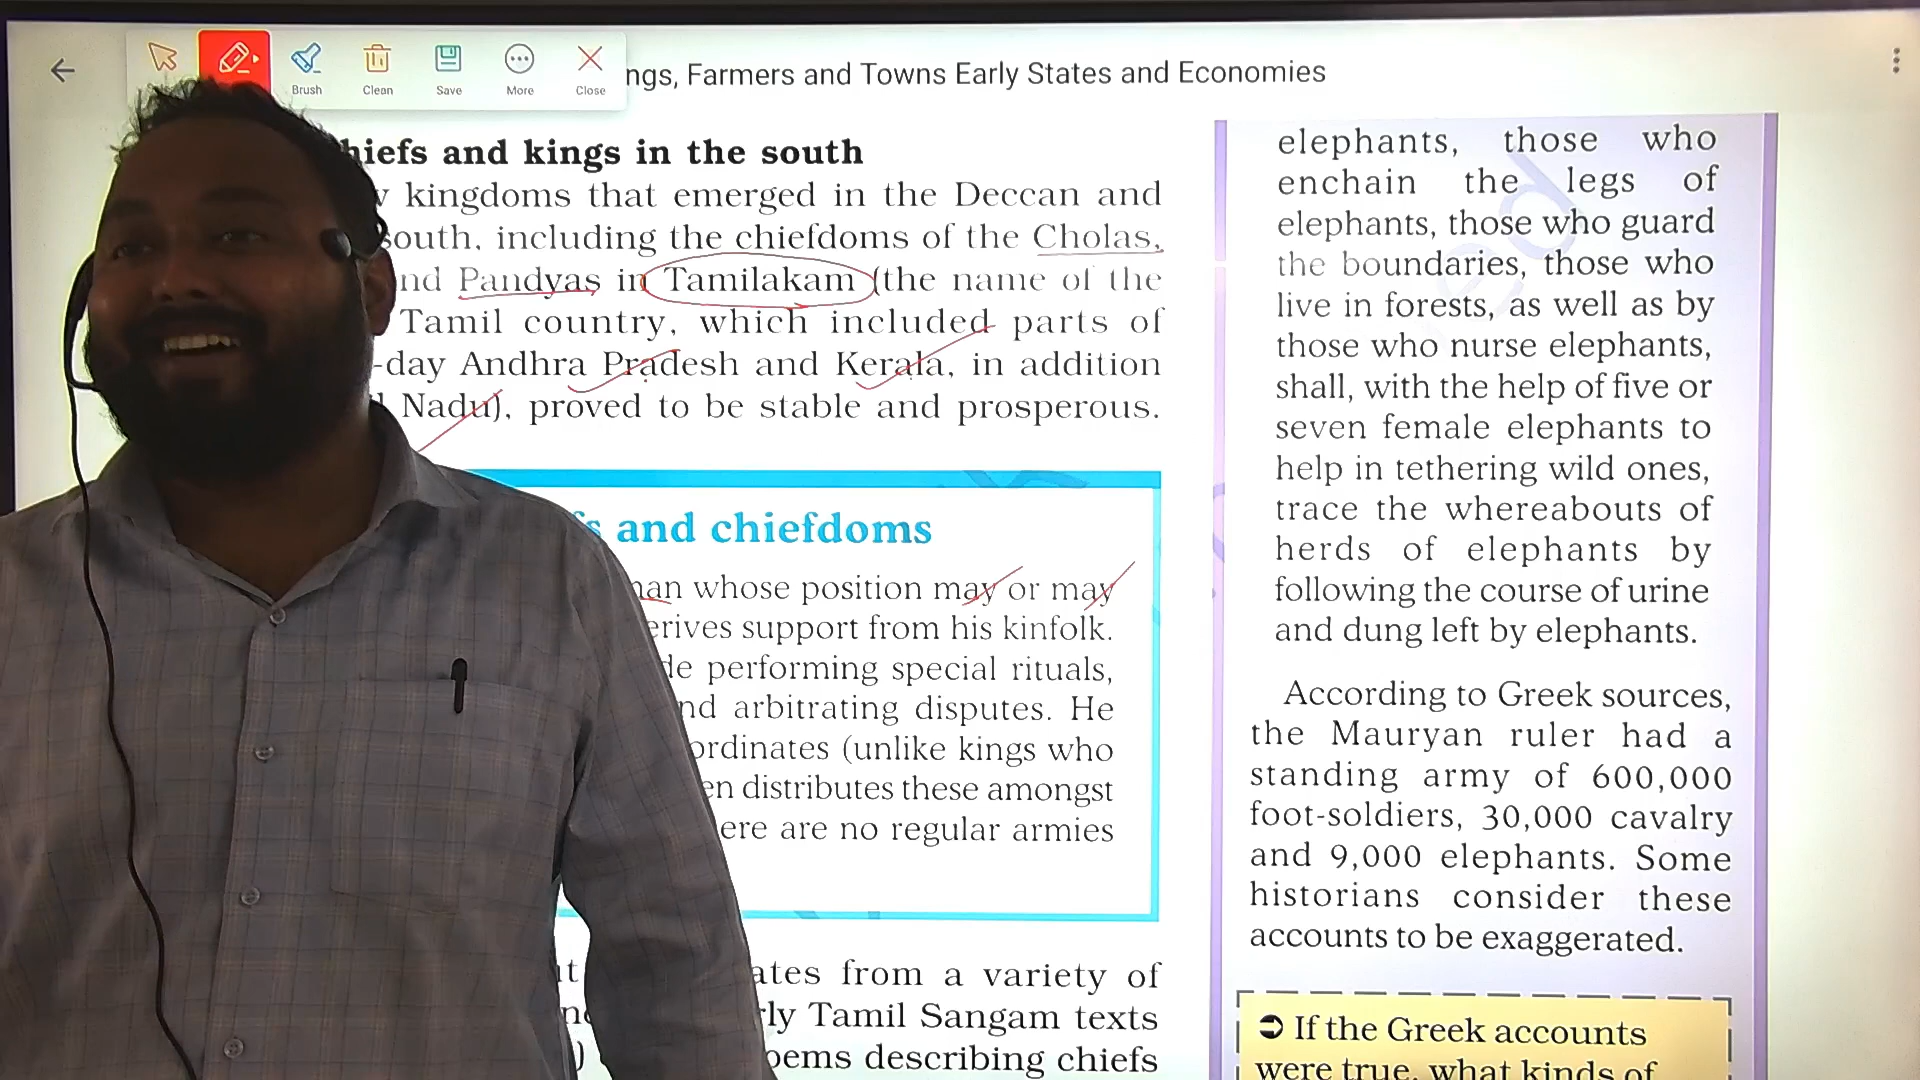 Brush
Clean
Save
More
Close
ngs, Farmers and Towns Early States and Economies
hiefs and kings in the south
kingdoms that emerged in the Deccan and
south, including the chiefdoms of the Cholas,
nd Pandyas in Tamilakam (the name of the
Tamil country, which included parts of
-day Andhra Pradesh and Kerala, in addition
Nadu), proved to be stable and prosperous.
and chiefdoms
whose position may or may
erives support from his kinfolk.
performing special rituals,
nd arbitrating disputes. He
ordinates (unlike kings who
en distributes these amongst
ere are no regular armies
ates from a variety of
rly Tamil Sangam texts
oems describing chiefs
elephants, those who
enchain the legs of
elephants, those who guard
the boundaries, those who
live in forests, as well as by
those who nurse elephants,
shall, with the help of five or
seven female elephants to
help in tethering wild ones,
trace the whereabouts of
herds of elephants by
following the course of urine
and dung left by elephants.
According to Greek sources,
the Mauryan ruler had a
standing army of 600,000
foot-soldiers, 30,000 cavalry
and 9,000 elephants. Some
historians consider these
accounts to be exaggerated.
➲ If the Greek accounts
were true, what kinds of